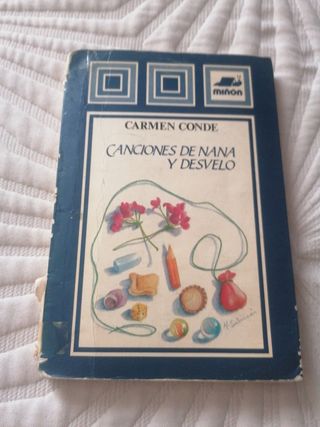 miñon
CARMEN CONDE
CANCIONES DE NANA
Y DESVELO